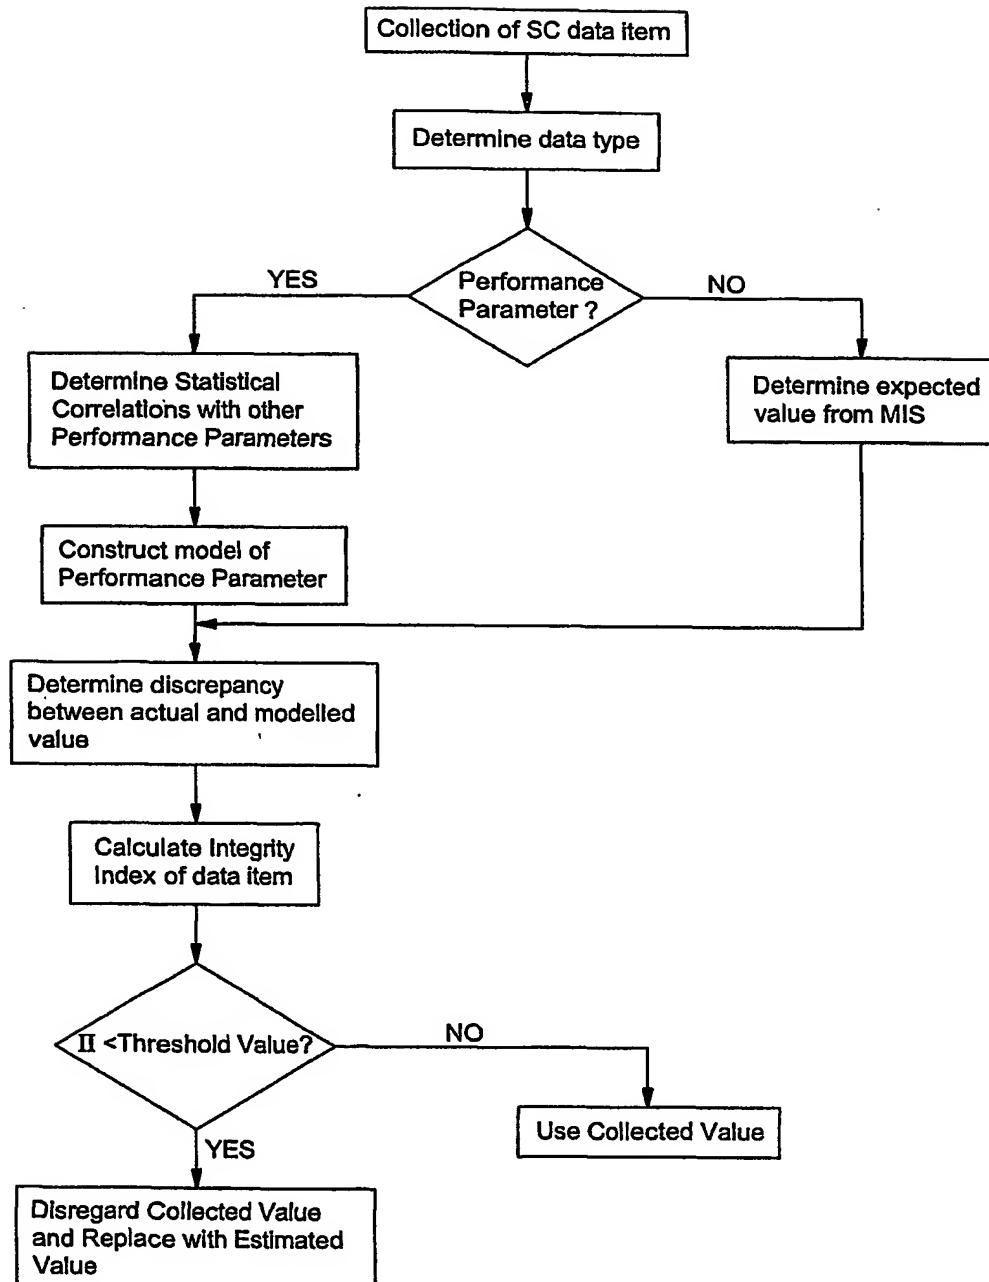 Collection of SC data item
Determine data type
YES
Performance
Parameter ?
NO
Determine Statistical
Correlations with other
Performance Parameters
Determine expected
value from MIS
Construct model of
Performance Parameter
Determine discrepancy
between actual and modelled
value
Calculate Integrity
Index of data item
II <Threshold Value?
NO
Use Collected Value
YES
Disregard Collected Value
and Replace with Estimated
Value